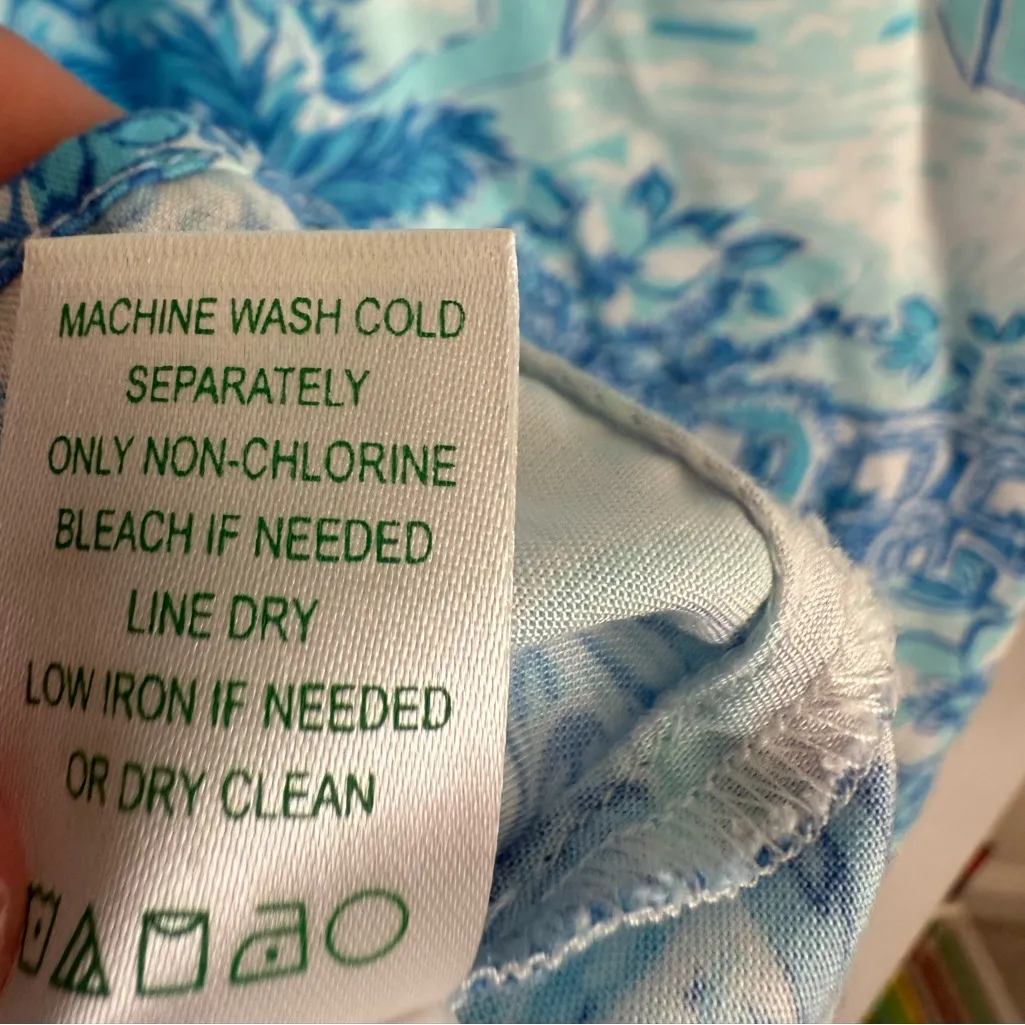 MACHINE WASH COLD
SEPARATELY
ONLY NON-CHLORINE
BLEACH IF NEEDED
LINE DRY
LOW IRON IF NEEDED
OR DRY CLEAN